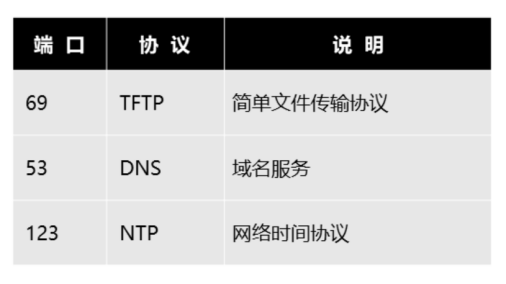 端 口 协 议 说 明
69 TFTP 简单文件传输协议
53 DNS 域名服务
123 NTP 网络时间协议